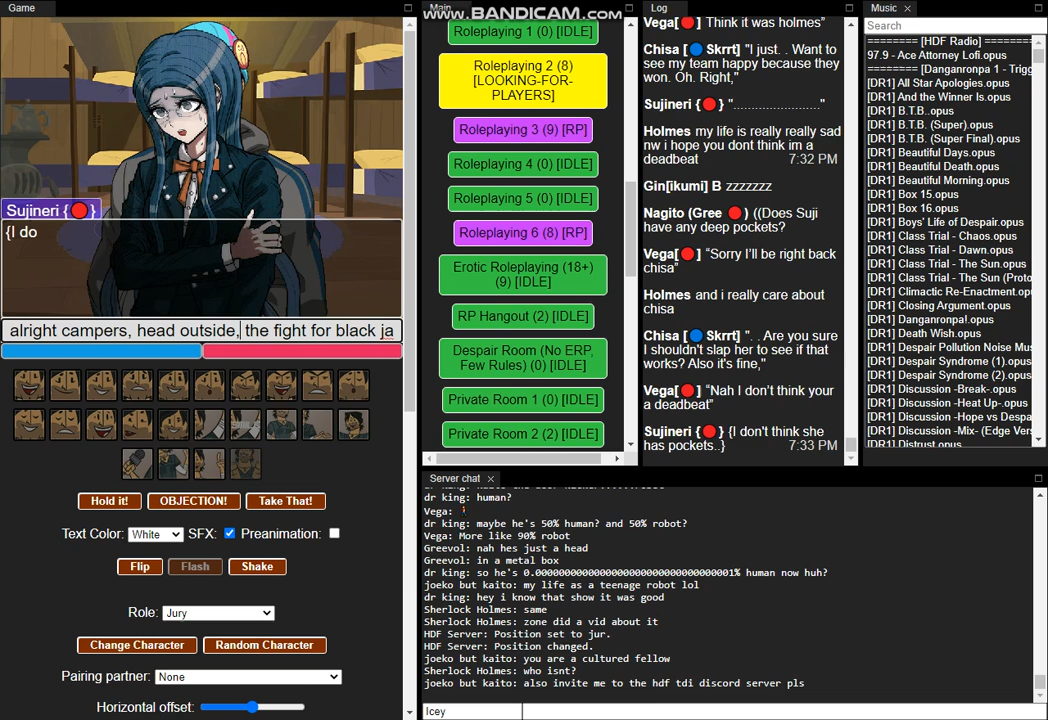 Game
Sujineri {🔴}
{I do
alright campers, head outside, the fight for black ja
Hold it!
OBJECTION!
Take That!
Text Color:
White
SFX:
Preanimation:
Flip
Flash
Shake
Role:
Jury
Change Character
Random Character
Pairing partner:
None
Horizontal offset:
Main
WWW.BANDICAM.COM
Roleplaying 1 (0) [IDLE]
Roleplaying 2 (8)
[LOOKING-FOR-
PLAYERS]
Roleplaying 3 (9) [RP]
Roleplaying 4 (0) [IDLE]
Roleplaying 5 (0) [IDLE]
Roleplaying 6 (8) [RP]
Erotic Roleplaying (18+)
(9) [IDLE]
RP Hangout (2) [IDLE]
Despair Room (No ERP,
Few Rules) (0) [IDLE]
Private Room 1 (0) [IDLE]
Private Room 2 (2) [IDLE]
Log
Vega[🔴] Think it was holmes”
Chisa [🔵 Skrrt] "I just. . Want to
see my team happy because they
won. Oh. Right,"
Sujineri {🔴} "........................"
Holmes my life is really really sad
nw i hope you dont think im a
deadbeat 7:32 PM
Gin[ikumi] B zzzzzzz
Nagito (Gree 🔴) ((Does Suji
have any deep pockets?
Vega[🔴] “Sorry I’ll be right back
chisa”
Holmes and i really care about
chisa
Chisa [🔵 Skrrt] ". . Are you sure
I shouldn't slap her to see if that
works? Also it's fine,"
Vega[🔴] “Nah I don’t think your
a deadbeat” 7:33 PM
Sujineri {🔴} {I don't think she
has pockets..}
Music
Search
======== [HDF Radio] ========
97.9 - Ace Attorney Lofi.opus
======== [Danganronpa 1 - Trigg
[DR1] All Star Apologies.opus
[DR1] And the Winner Is.opus
[DR1] B.T.B..opus
[DR1] B.T.B. (Super).opus
[DR1] B.T.B. (Super Final).opus
[DR1] Beautiful Days.opus
[DR1] Beautiful Death.opus
[DR1] Beautiful Morning.opus
[DR1] Box 15.opus
[DR1] Box 16.opus
[DR1] Boys' Life of Despair.opus
[DR1] Class Trial - Chaos.opus
[DR1] Class Trial - Dawn.opus
[DR1] Class Trial - The Sun.opus
[DR1] Class Trial - The Sun (Proto
[DR1] Climactic Re-Enactment.opu
[DR1] Closing Argument.opus
[DR1] Danganronpa!.opus
[DR1] Death Wish.opus
[DR1] Despair Pollution Noise Mus
[DR1] Despair Syndrome (1).opus
[DR1] Despair Syndrome (2).opus
[DR1] Discussion -Break-.opus
[DR1] Discussion -Heat Up-.opus
[DR1] Discussion -Hope vs Despa
[DR1] Discussion -Mix- (Edge Vers
[DR1] Distrust.opus
Server chat
dr king: human?
Vega:
dr king: maybe he's 50% human? and 50% robot?
Vega: More like 90% robot
Greevol: nah hes just a head
Greevol: in a metal box
dr king: so he's 0.0000000000000000000000000000000000001% human now huh?
joeko but kaito: my life as a teenage robot lol
dr king: hey i know that show it was good
Sherlock Holmes: same
Sherlock Holmes: zone did a vid about it
HDF Server: Position set to jur.
HDF Server: Position changed.
joeko but kaito: you are a cultured fellow
Sherlock Holmes: who isnt?
joeko but kaito: also invite me to the hdf tdi discord server pls
Icey